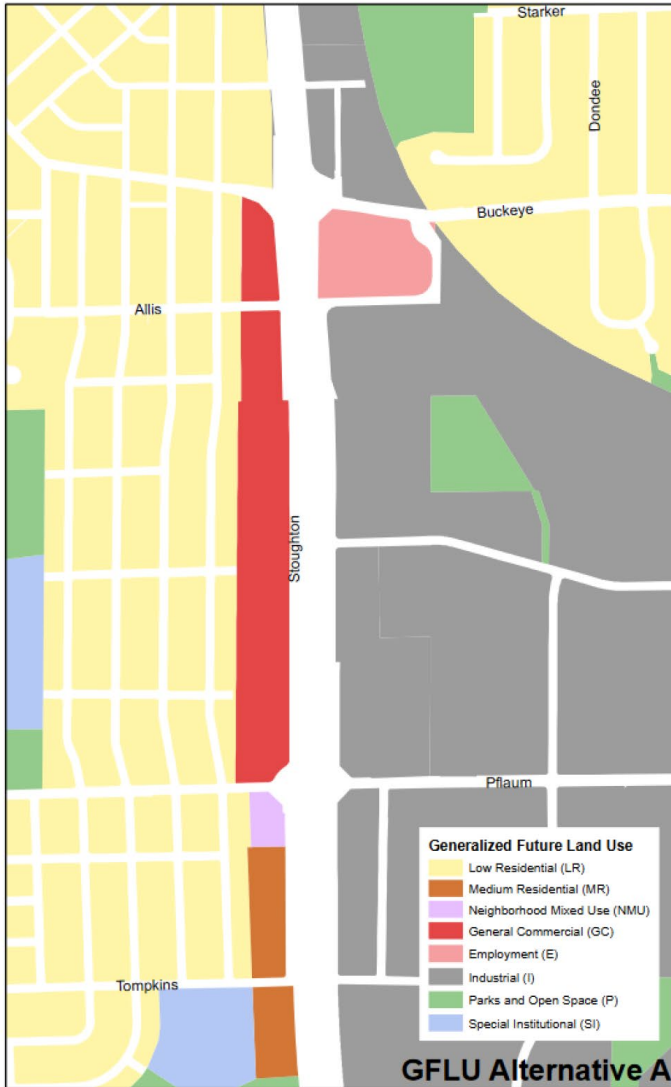 Starker
Dondee
Buckeye
Allis
Stoughton
Pflaum
Generalized Future Land Use
Low Residential (LR)
Medium Residential (MR)
Neighborhood Mixed Use (NMU)
General Commercial (GC)
Employment (E)
Industrial (I)
Parks and Open Space (P)
Special Institutional (SI)
Tompkins
GFLU Alternative A